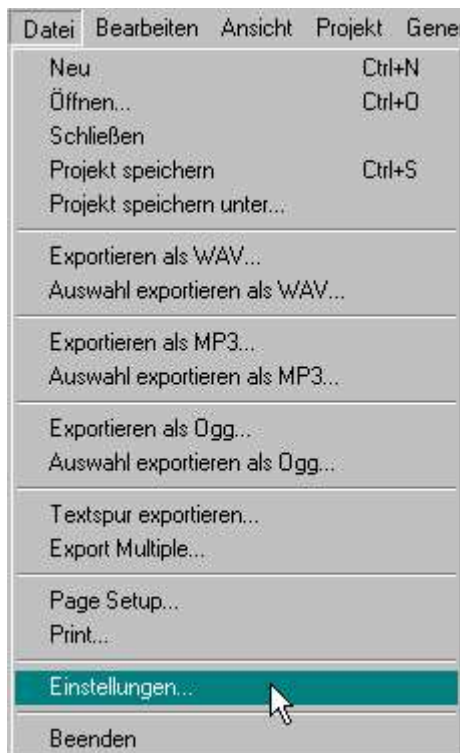 Datei Bearbeiten Ansicht Projekt Gene
Neu Ctrl+N
Öffnen... Ctrl+O
Schließen
Projekt speichern Ctrl+S
Projekt speichern unter...
Exportieren als WAV...
Auswahl exportieren als WAV...
Exportieren als MP3...
Auswahl exportieren als MP3...
Exportieren als Ogg...
Auswahl exportieren als Ogg...
Textspur exportieren...
Export Multiple...
Page Setup...
Print...
Einstellungen...
Beenden